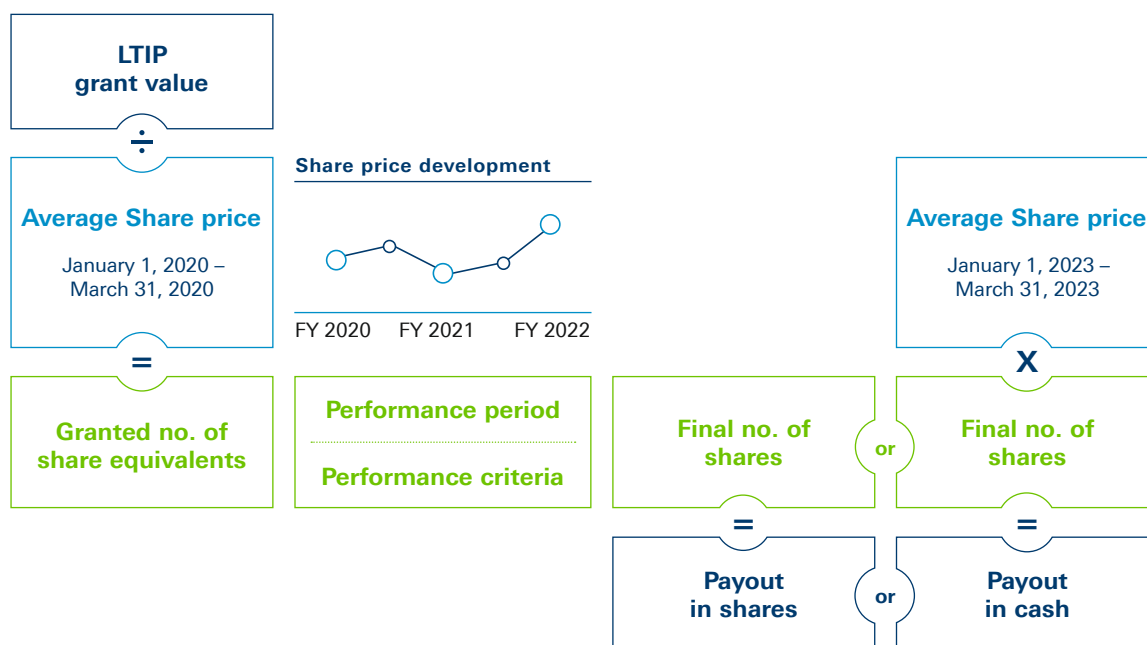 LTIP
grant value
÷
Average Share price
January 1, 2020 –
March 31, 2020
=
Granted no. of
share equivalents
Share price development
FY 2020 FY 2021 FY 2022
Performance period
Performance criteria
Average Share price
January 1, 2023 –
March 31, 2023
X
Final no. of
shares
or
Final no. of
shares
=
=
Payout
in shares
or
Payout
in cash